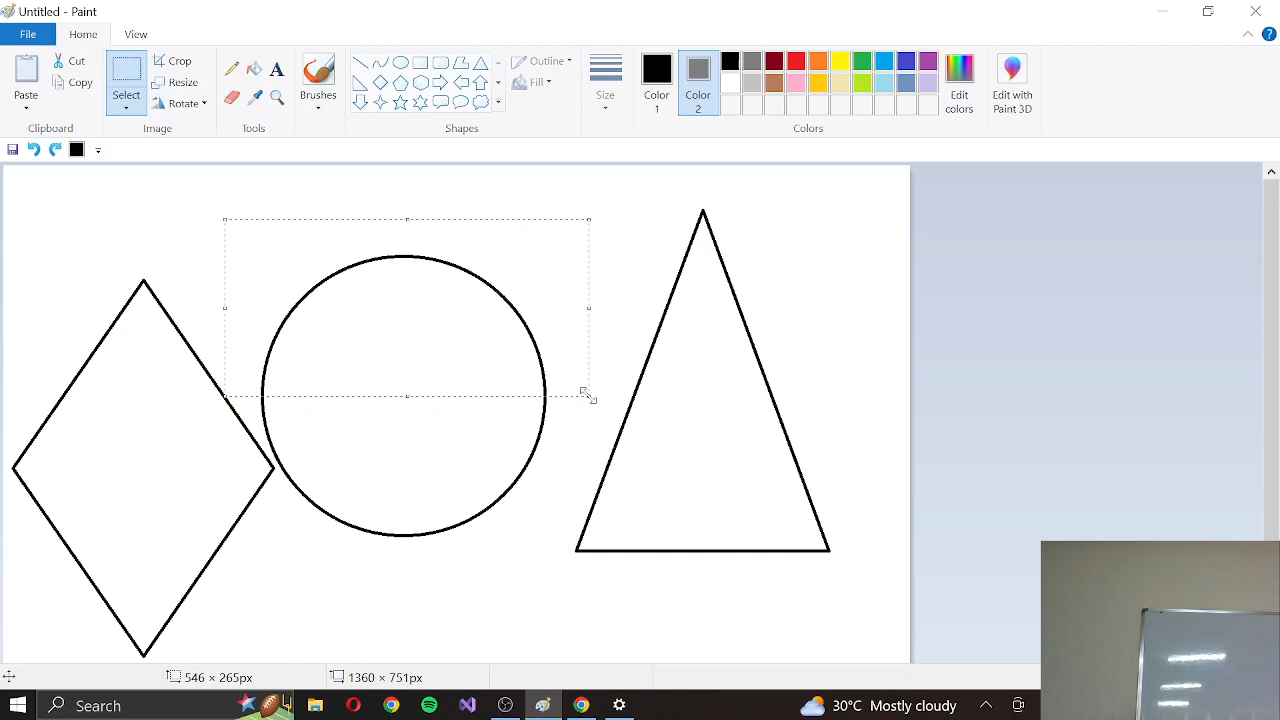 Untitled - Paint
File Home View
Paste
Clipboard
Cut
Copy
Select
Crop
Resize
Rotate
Image
A
Tools
Brushes
Outline
Fill
Shapes
Size
Color 1
Color 2
Edit colors
Colors
Edit with Paint 3D
546 × 265px
1360 × 751px
Search
30°C Mostly cloudy